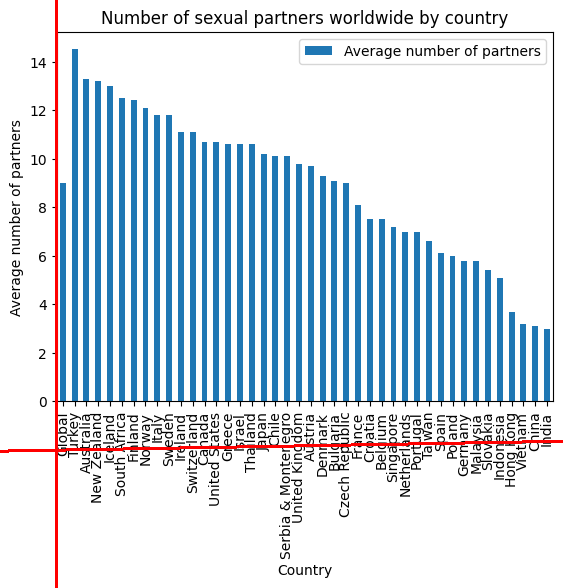 Number of sexual partners worldwide by country
Average number of partners
Average number of partners
14
12
10
8
6
4
2
0
Global
Turkey
Australia
New Zealand
Iceland
South Africa
Finland
Norway
Italy
Sweden
Ireland
Switzerland
Canada
United States
Greece
Israel
Thailand
Japan
Chile
Serbia & Montenegro
United Kingdom
Austria
Denmark
Bulgaria
Czech Republic
France
Croatia
Belgium
Singapore
Netherlands
Portugal
Taiwan
Spain
Poland
Germany
Malaysia
Slovakia
Indonesia
Hong Kong
Vietnam
China
India
Country